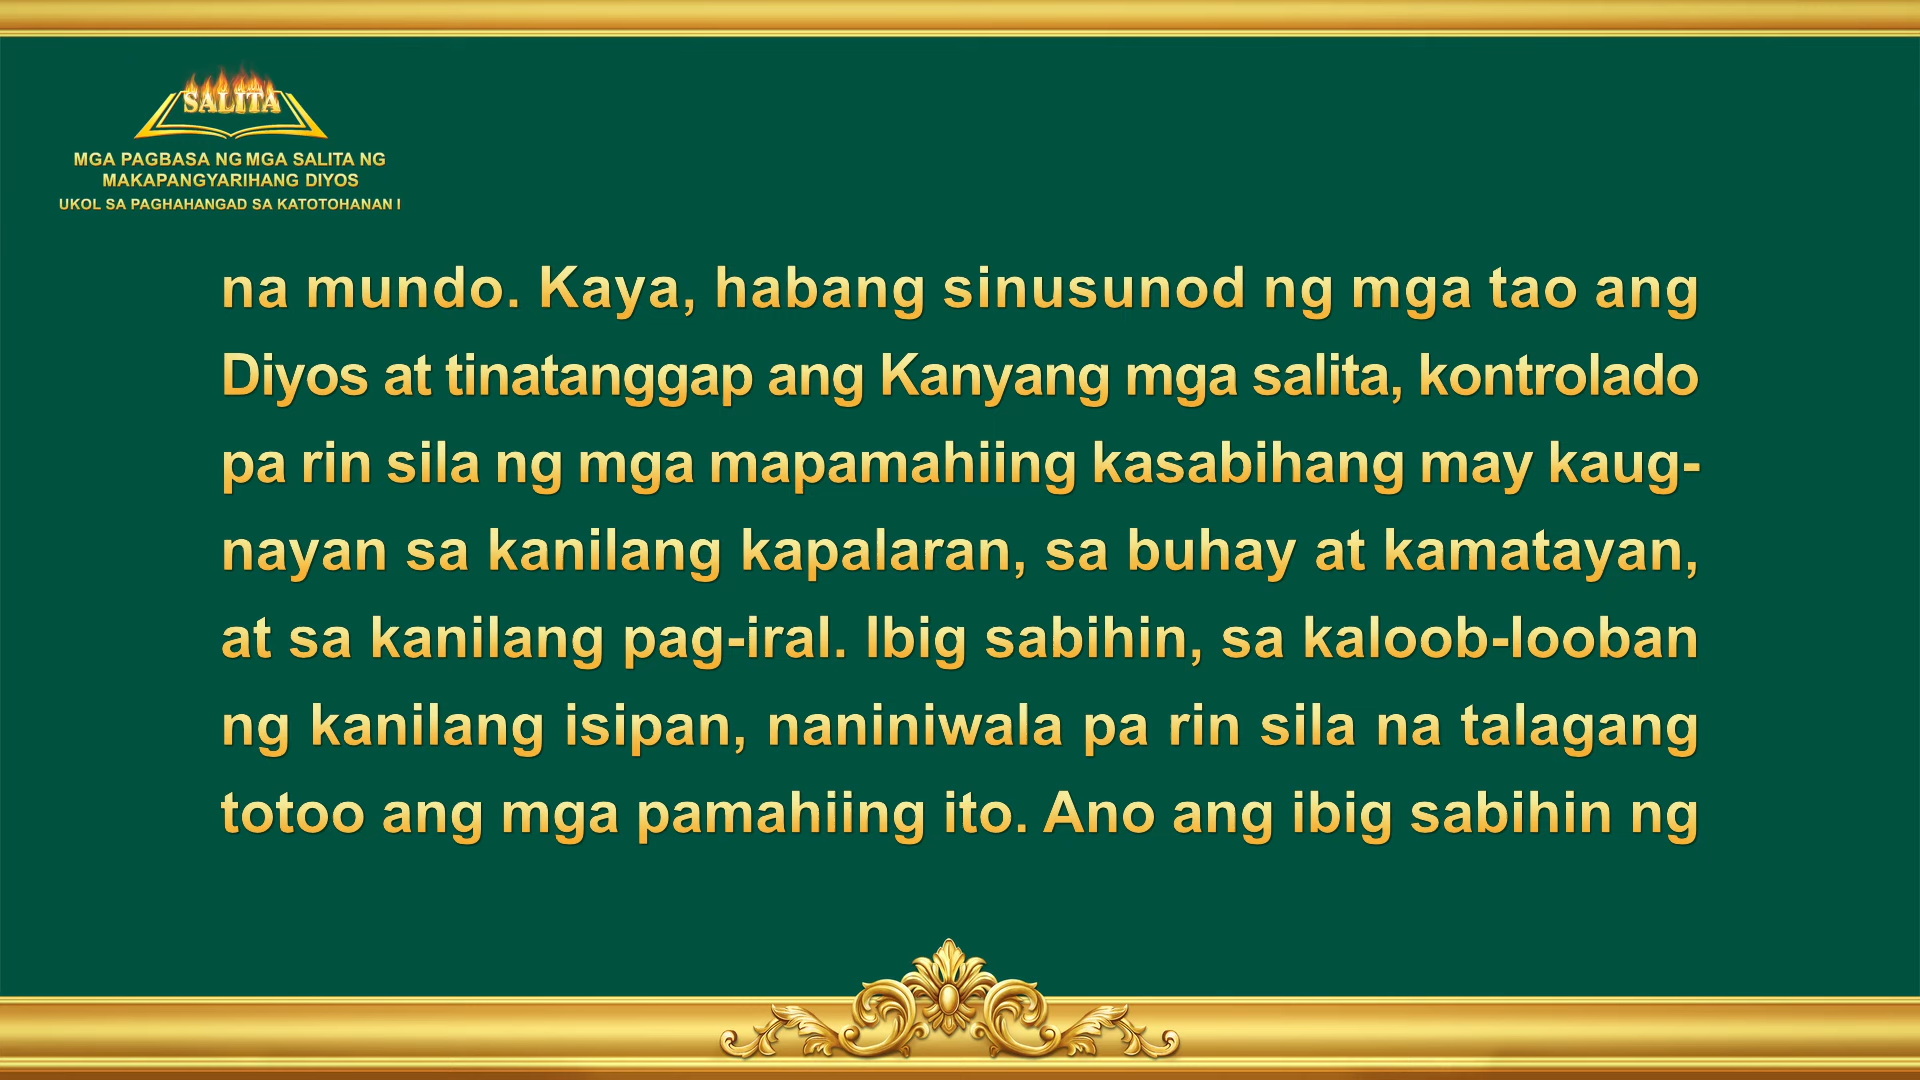 SALITA
MGA PAGBASA NG MGA SALITA NG
MAKAPANGYARIHANG DIYOS
UKOL SA PAGHAHANGAD SA KATOTOHANAN I
na mundo. Kaya, habang sinusunod ng mga tao ang
Diyos at tinatanggap ang Kanyang mga salita, kontrolado
pa rin sila ng mga mapamahiing kasabihang may kaug-
nayan sa kanilang kapalaran, sa buhay at kamatayan,
at sa kanilang pag-iral. Ibig sabihin, sa kaloob-looban
ng kanilang isipan, naniniwala pa rin sila na talagang
totoo ang mga pamahiing ito. Ano ang ibig sabihin ng